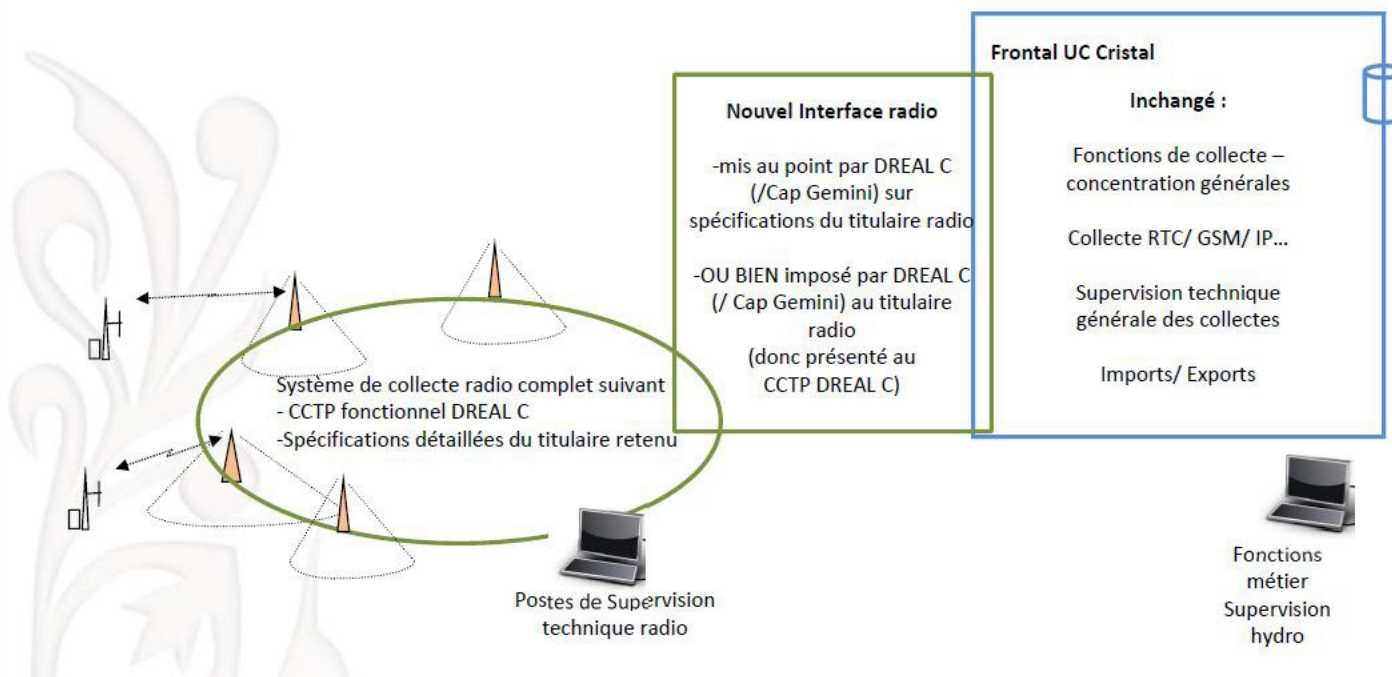 Frontal UC Cristal
Inchangé :
Fonctions de collecte –
concentration générales
Collecte RTC/ GSM/ IP...
Supervision technique
générale des collectes
Imports/ Exports
Nouvel Interface radio
-mis au point par DREAL C
(/Cap Gemini) sur
spécifications du titulaire radio
-OU BIEN imposé par DREAL C
(/ Cap Gemini) au titulaire
radio
(donc présenté au
CCTP DREAL C)
Système de collecte radio complet suivant
- CCTP fonctionnel DREAL C
-Spécifications détaillées du titulaire retenu
Postes de Supervision
technique radio
Fonctions
métier
Supervision
hydro